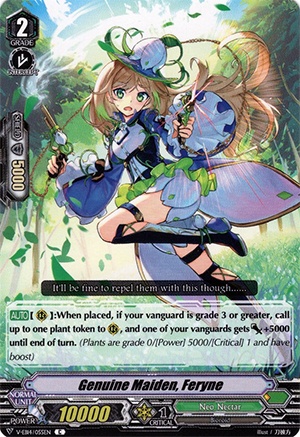 2
GRADE
INTERCEPT
5000
It'll be fine to repel them with this though......
AUTO [ ]:When placed, if your vanguard is grade 3 or greater, call
up to one plant token to , and one of your vanguards gets +5000
until end of turn. (Plants are grade 0/[Power] 5000/[Critical] 1 and have
boost)
Genuine Maiden, Feryne
NORMAL
UNIT
10000
1
CRITICAL
Neo Nectar
Bioroid
POWER
V-EB14/055EN C